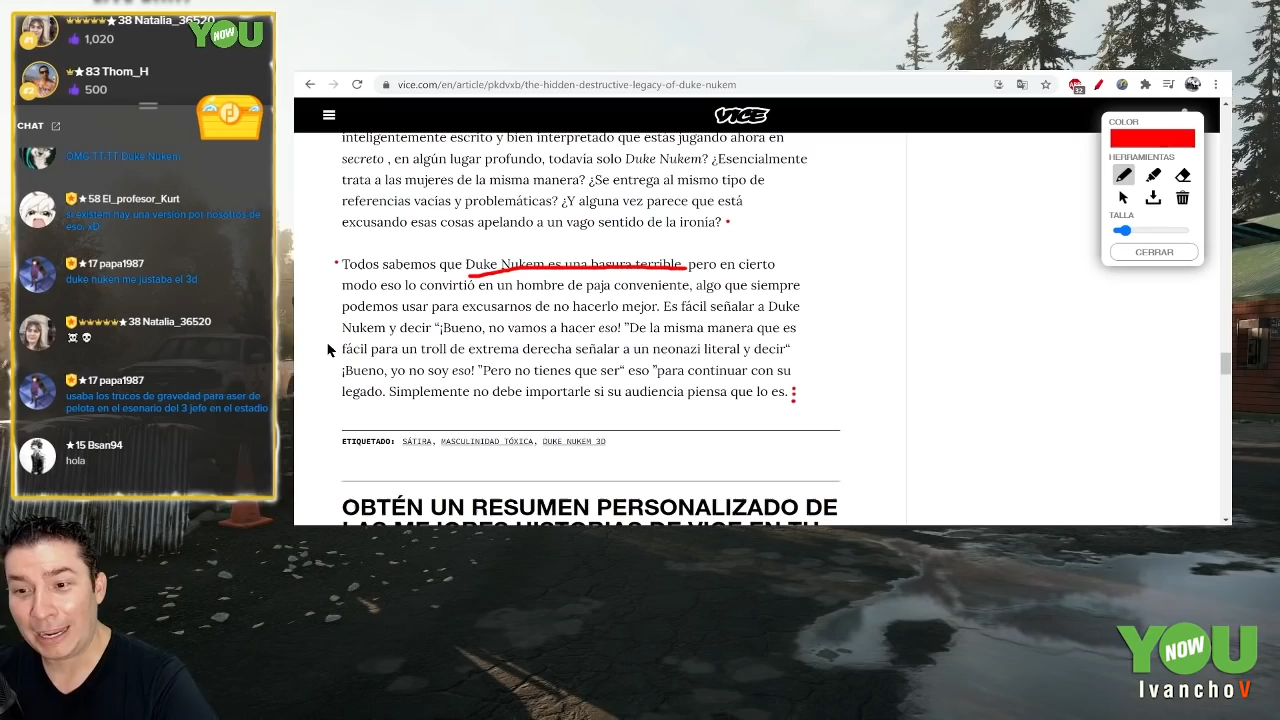 38 Natalia_36520
1,020
YOU
NOW
83 Thom_H
500
CHAT
OMG TT TT Duke Nukem
58 El_profesor_Kurt
si existem hay una version por nosotros de
eso. xD
17 papa1987
duke nuken me justaba el 3d
38 Natalia_36520
17 papa1987
usaba los trucos de gravedad para aser de
pelota en el esenario del 3 jefe en el estadio
15 Bsan94
hola
vice.com/en/article/pkdvxb/the-hidden-destructive-legacy-of-duke-nukem
32
VICE
inteligentemente escrito y bien interpretado que estás jugando ahora en
secreto , en algún lugar profundo, todavía solo Duke Nukem? ¿Esencialmente
trata a las mujeres de la misma manera? ¿Se entrega al mismo tipo de
referencias vacías y problemáticas? ¿Y alguna vez parece que está
excusando esas cosas apelando a un vago sentido de la ironía?
Todos sabemos que Duke Nukem es una basura terrible, pero en cierto
modo eso lo convirtió en un hombre de paja conveniente, algo que siempre
podemos usar para excusarnos de no hacerlo mejor. Es fácil señalar a Duke
Nukem y decir “¡Bueno, no vamos a hacer eso! ”De la misma manera que es
fácil para un troll de extrema derecha señalar a un neonazi literal y decir“
¡Bueno, yo no soy eso! ”Pero no tienes que ser“ eso ”para continuar con su
legado. Simplemente no debe importarle si su audiencia piensa que lo es.
ETIQUETADO: SÁTIRA, MASCULINIDAD TÓXICA, DUKE NUKEM 3D
OBTÉN UN RESUMEN PERSONALIZADO DE
LAS MEJORES HISTORIAS DE VICE EN TU
COLOR
HERRAMIENTAS
TALLA
CERRAR
YOU
NOW
IvanchoV